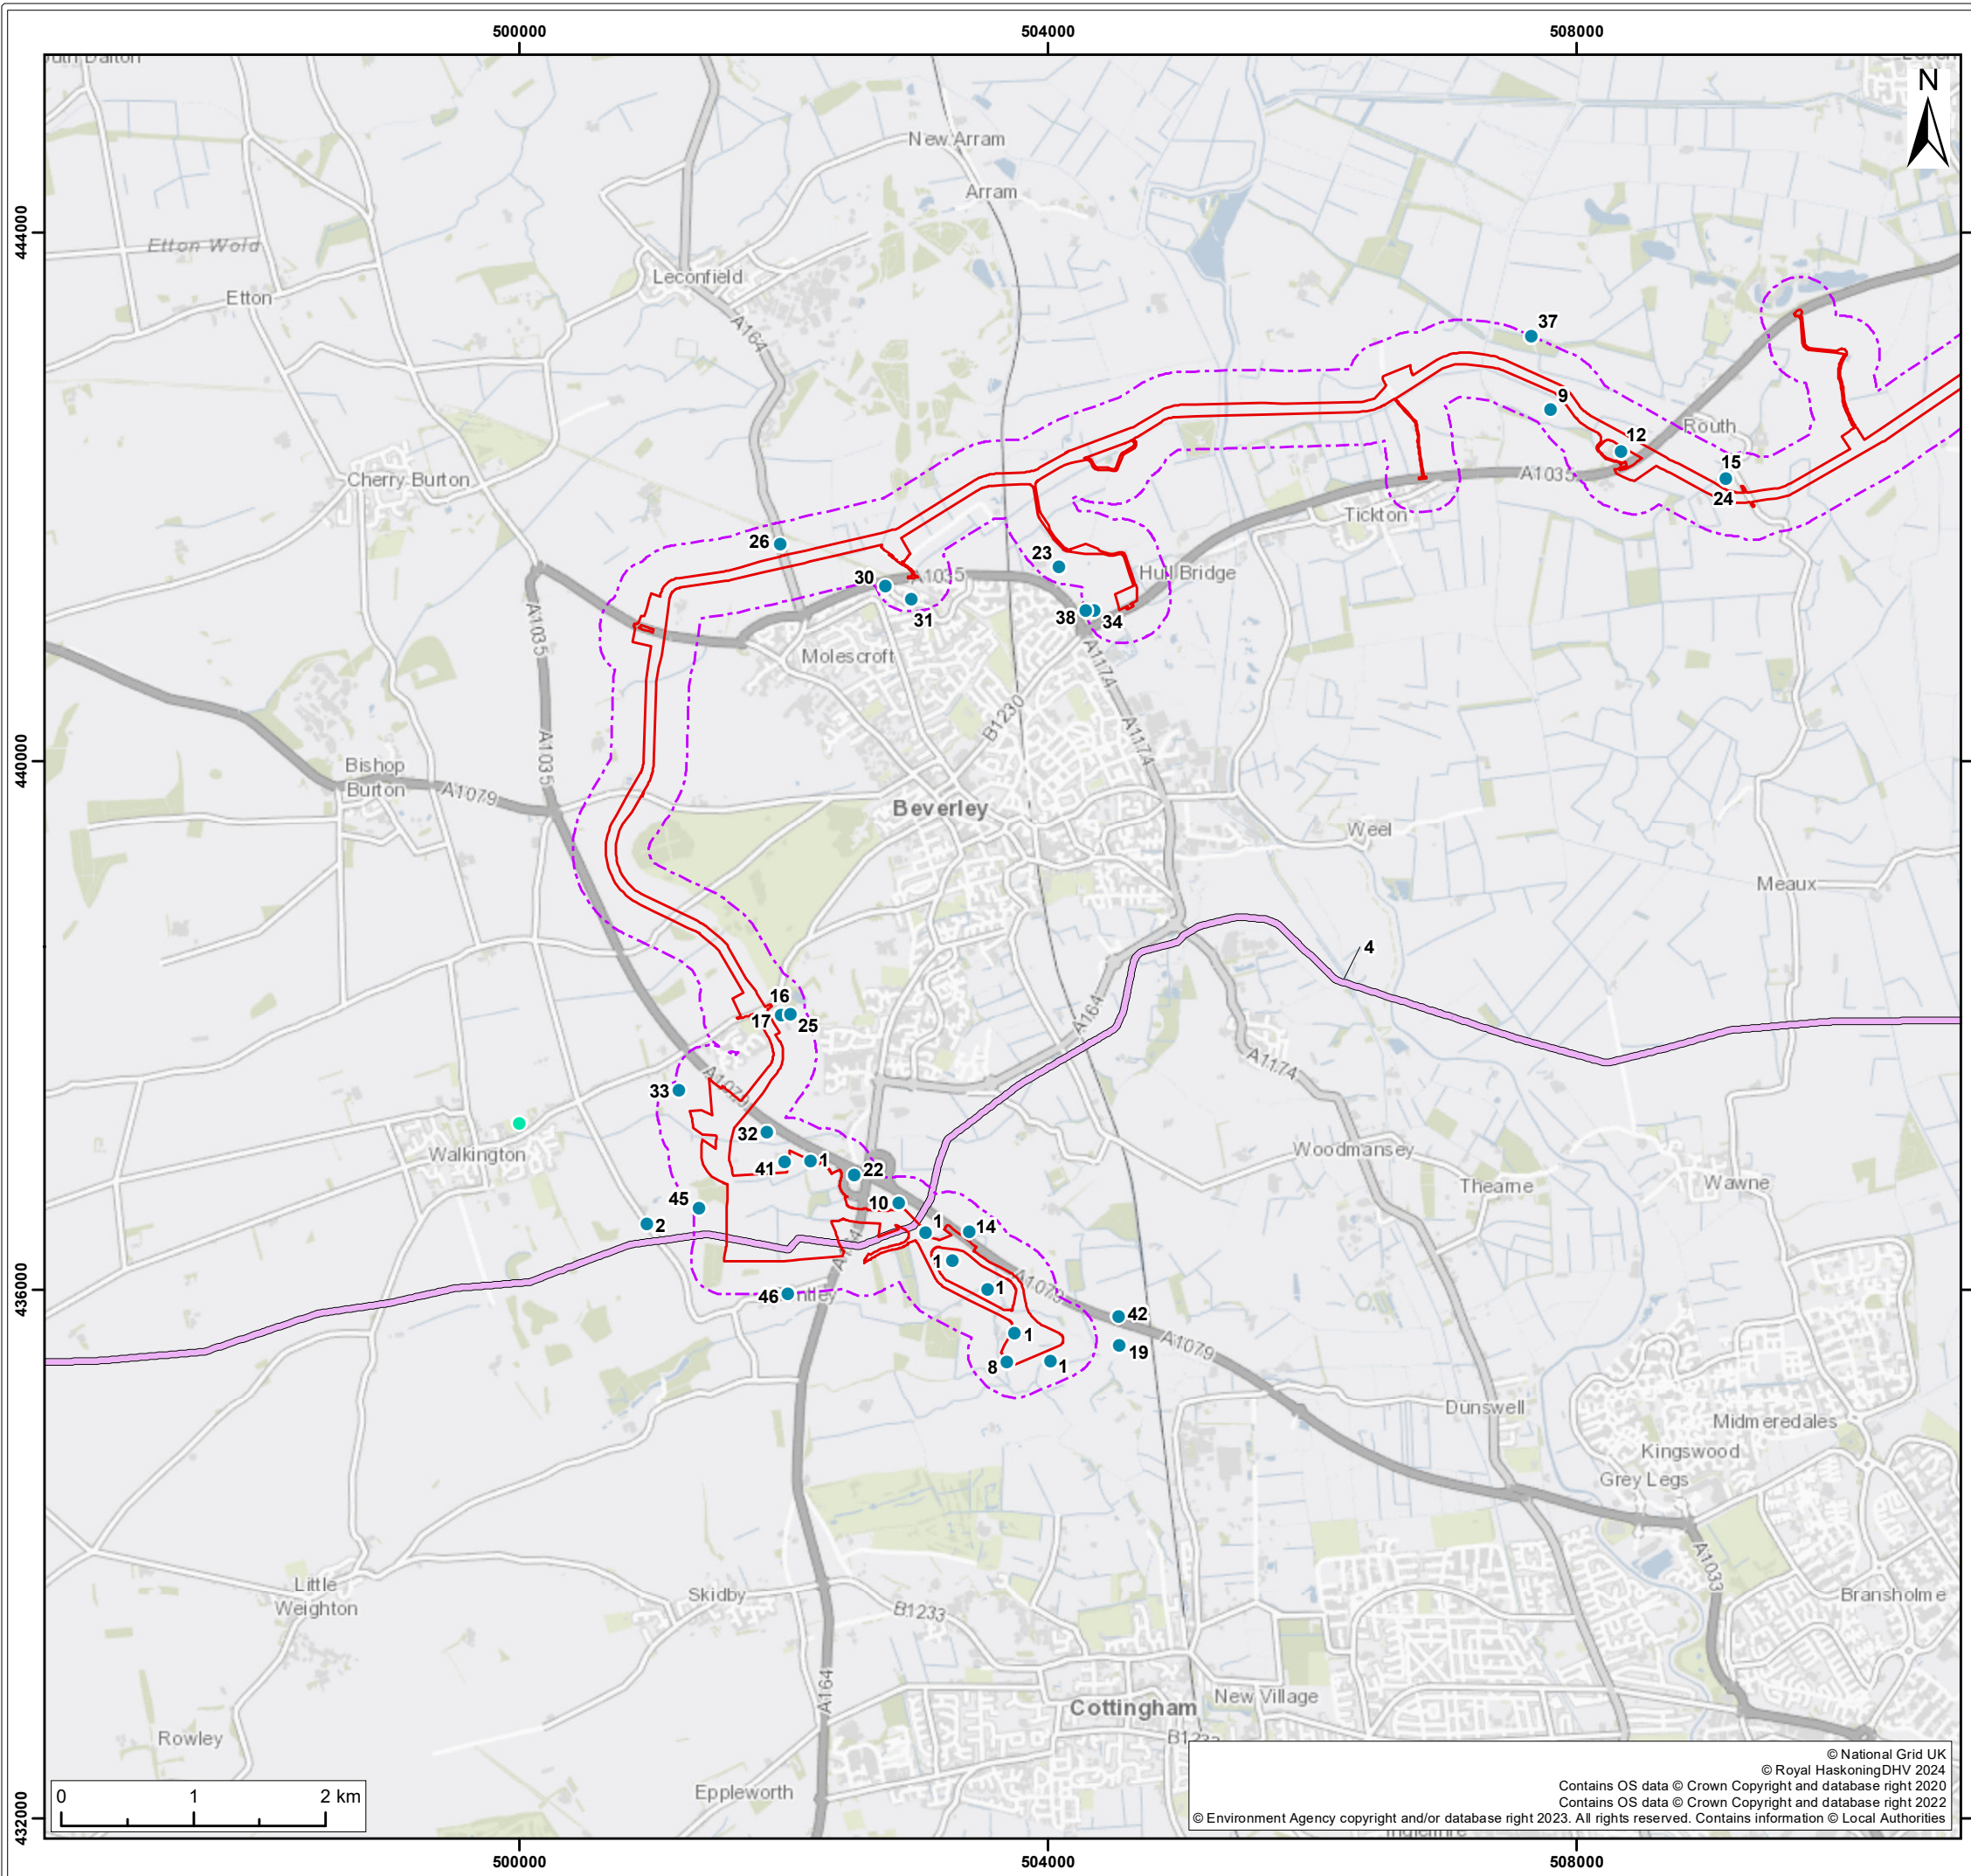 500000
504000
508000
N
New Arram
Arram
444000
Etton Wold
Leconfield
Etton
A164
37
9
Routh
12
Cherry Burton
A1035
15
24
Tickton
26
23
30
A1035
Hull Bridge
31
38
34
A1035
Molescroft
A1174
B1230
A1174
440000
Bishop
Burton
A1035
A1079
Beverley
Weel
Meaux
4
16
17
25
A164
A1174
33
A1079
32
Walkington
41
1
22
Woodmansey
Thearne
Wawne
45
10
2
1
14
A164
1
436000
46
ntley
1
A1079
42
1
A1079
19
8
1
Dunswell
Midmeredales
Kingswood
Grey Legs
A1033
Little
Weighton
Skidby
B1233
Bransholme
A164
Cottingham
New Village
Rowley
Eppleworth
432000
0 1 2 km
© National Grid UK
© Royal HaskoningDHV 2024
Contains OS data © Crown Copyright and database right 2020
Contains OS data © Crown Copyright and database right 2022
© Environment Agency copyright and/or database right 2023. All rights reserved. Contains information © Local Authorities
500000
504000
508000